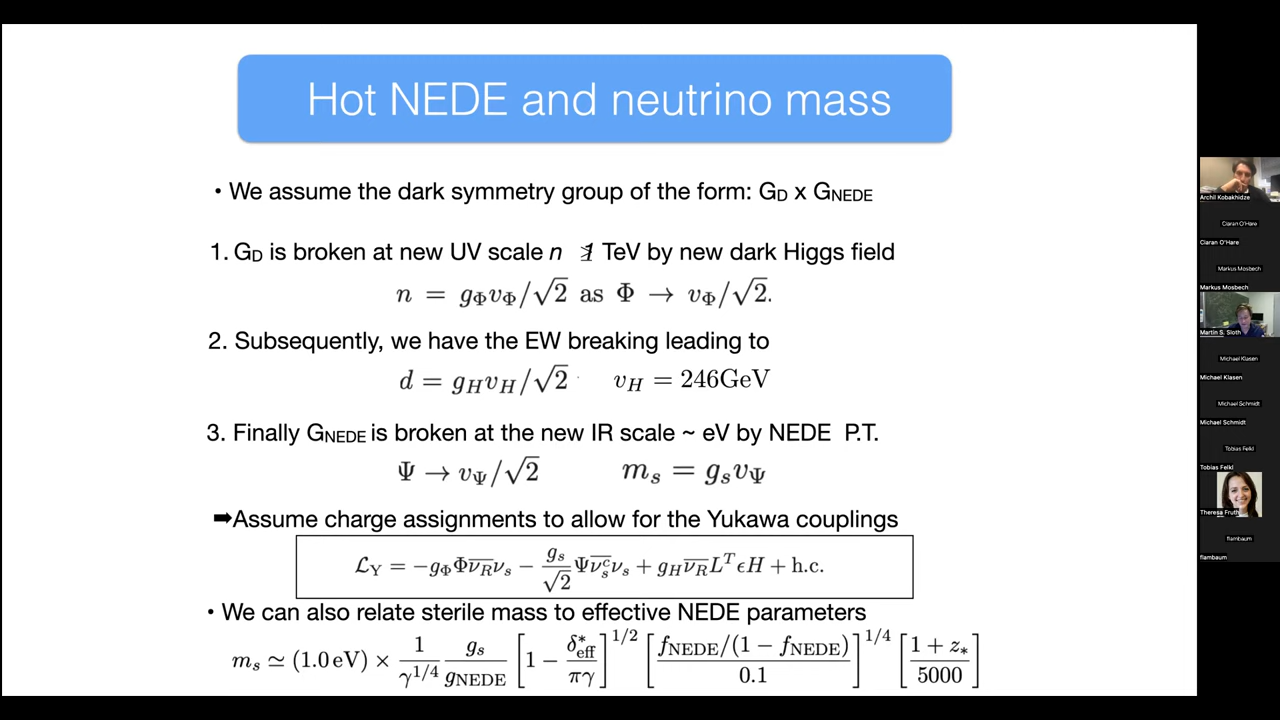 Hot NEDE and neutrino mass
• We assume the dark symmetry group of the form: G_D x G_NEDE
1. G_D is broken at new UV scale n ≳ 1 TeV by new dark Higgs field
n = g_Φ v_Φ/√2 as Φ → v_Φ/√2.
2. Subsequently, we have the EW breaking leading to
d = g_H v_H/√2 v_H = 246GeV
3. Finally G_NEDE is broken at the new IR scale ~ eV by NEDE P.T.
Ψ → v_Ψ/√2 m_s = g_s v_Ψ
➡Assume charge assignments to allow for the Yukawa couplings
ℒ_Y = −g_Φ Φ ν̅_R ν_s − (g_s/√2) Ψ \overline{ν_s^c} ν_s + g_H ν̅_R L^T ϵ H + h.c.
• We can also relate sterile mass to effective NEDE parameters
m_s ≃ (1.0 eV) × (1/γ^{1/4}) (g_s/g_NEDE) [1 − δ*_eff/(πγ)]^{1/2} [(f_NEDE/(1 − f_NEDE))/0.1]^{1/4} [(1 + z_*)/5000]
Archil Kobakhidze
Ciaran O'Hare
Ciaran O'Hare
Markus Mosbech
Markus Mosbech
Martin S. Sloth
Michael Klasen
Michael Klasen
Michael Schmidt
Michael Schmidt
Tobias Felkl
Tobias Felkl
Theresa Fruth
flambaum
flambaum